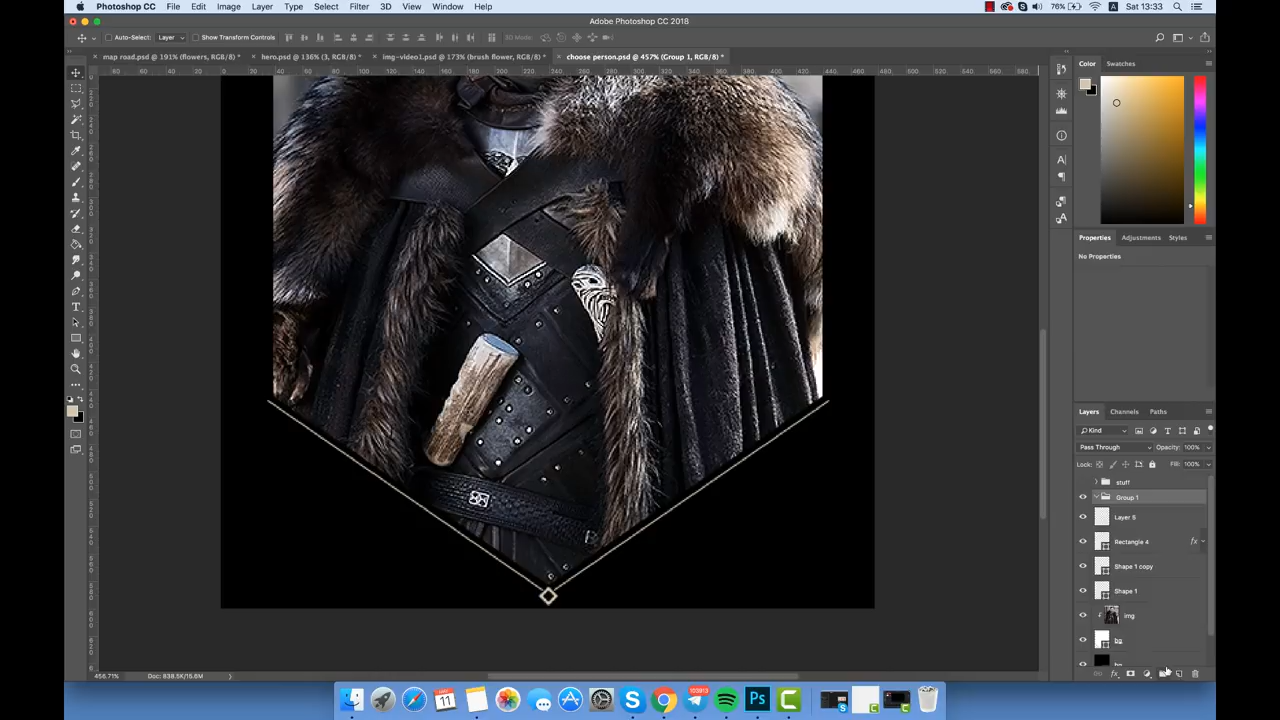 Photoshop CC File Edit Image Layer Type Select Filter 3D View Window Help 76% Sat 13:33
Adobe Photoshop CC 2018
Auto-Select: Layer Show Transform Controls 3D Mode:
map road.psd @ 191% (flowers, RGB/8) * hero.psd @ 136% (3, RGB/8) * img-video1.psd @ 173% (brush flower, RGB/8) * choose person.psd @ 457% (Group 1, RGB/8) *
Color Swatches
Properties Adjustments Styles
No Properties
Layers Channels Paths
Kind
Pass Through Opacity: 100%
Lock: Fill: 100%
stuff
Group 1
Layer 6
Rectangle 4 fx
Shape 1 copy
Shape 1
img
bg
456.71% Doc: 838.5K/15.6M